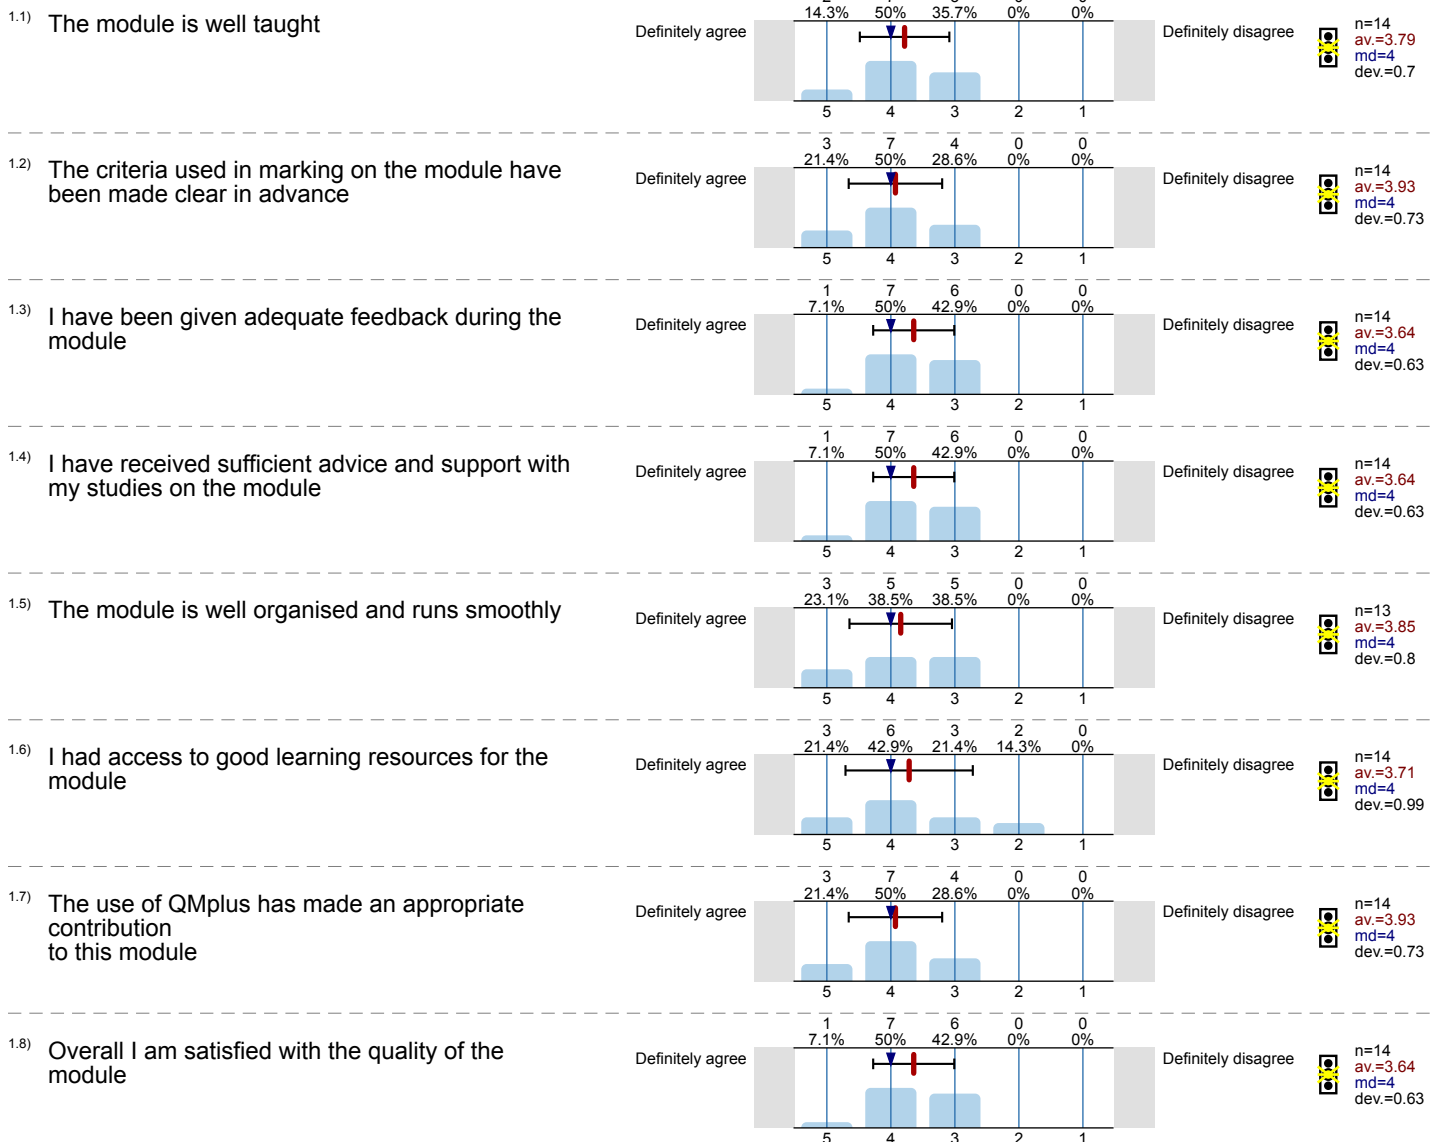 14.3% 50% 35.7% 0% 0%
1.1) The module is well taught
Definitely agree
Definitely disagree
5 4 3 2 1
n=14
av.=3.79
md=4
dev.=0.7
3 7 4 0 0
21.4% 50% 28.6% 0% 0%
1.2) The criteria used in marking on the module have
been made clear in advance
Definitely agree
Definitely disagree
5 4 3 2 1
n=14
av.=3.93
md=4
dev.=0.73
1 7 6 0 0
7.1% 50% 42.9% 0% 0%
1.3) I have been given adequate feedback during the
module
Definitely agree
Definitely disagree
5 4 3 2 1
n=14
av.=3.64
md=4
dev.=0.63
1 7 6 0 0
7.1% 50% 42.9% 0% 0%
1.4) I have received sufficient advice and support with
my studies on the module
Definitely agree
Definitely disagree
5 4 3 2 1
n=14
av.=3.64
md=4
dev.=0.63
3 5 5 0 0
23.1% 38.5% 38.5% 0% 0%
1.5) The module is well organised and runs smoothly
Definitely agree
Definitely disagree
5 4 3 2 1
n=13
av.=3.85
md=4
dev.=0.8
3 6 3 2 0
21.4% 42.9% 21.4% 14.3% 0%
1.6) I had access to good learning resources for the
module
Definitely agree
Definitely disagree
5 4 3 2 1
n=14
av.=3.71
md=4
dev.=0.99
3 7 4 0 0
21.4% 50% 28.6% 0% 0%
1.7) The use of QMplus has made an appropriate
contribution
to this module
Definitely agree
Definitely disagree
5 4 3 2 1
n=14
av.=3.93
md=4
dev.=0.73
1 7 6 0 0
7.1% 50% 42.9% 0% 0%
1.8) Overall I am satisfied with the quality of the
module
Definitely agree
Definitely disagree
5 4 3 2 1
n=14
av.=3.64
md=4
dev.=0.63